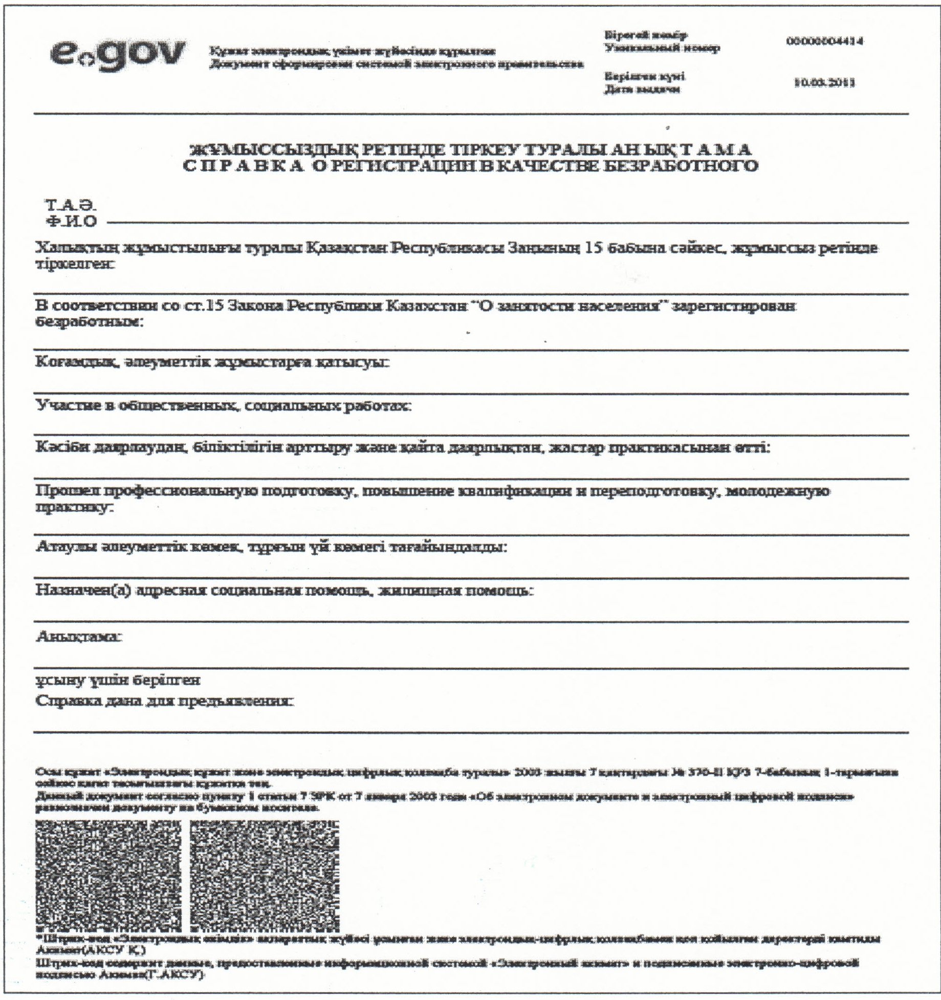 e.gov
Құжат электрондық үкімет жүйесінде құрылған
Документ сформирован системой электронного правительства
Бірегей нөмір
Уникальный номер
00000004414
Берілген күні
Дата выдачи
10.03.2011
ЖҰМЫССЫЗДЫҚ РЕТІНДЕ ТІРКЕУ ТУРАЛЫ АН ЫҚ Т А М А
С П Р А В К А О РЕГИСТРАЦИИ В КАЧЕСТВЕ БЕЗРАБОТНОГО
Т.А.Ә.
Ф.И.О
Халықтың жұмыстылығы туралы Қазақстан Республикасы Заңының 15 бабына сәйкес, жұмыссыз ретінде
тіркелген:
В соответствии со ст.15 Закона Республики Казахстан "О занятости населения" зарегистирован
безработным:
Қоғамдық, әлеуметтік жұмыстарға қатысуы:
Участие в общественных, социальных работах:
Кәсіби даярлаудан, біліктілігін арттыру және қайта даярлықтан, жастар практикасынан өтті:
Прошел профессиональную подготовку, повышение квалификации и переподготовку, молодежную
практику:
Атаулы әлеуметтік көмек, тұрғын үй көмегі тағайындалды:
Назначен(а) адресная социальная помощь, жилищная помощь:
Анықтама:
ұсыну үшін берілген
Справка дана для предъявления:
Осы құжат «Электрондық құжат және электрондық цифрлық қолтаңба туралы» 2003 жылғы 7 қаңтардағы № 370-II ҚРЗ 7-бабының 1-тармағына
сәйкес қағаз тасығыштағы құжатқа тең.
Данный документ согласно пункту 1 статьи 7 ЗРК от 7 января 2003 года «Об электронном документе и электронный цифровой подписи»
равнозначен документу на бумажном носителе.
*Штрих-код «Электрондық әкімдік» ақпараттық жүйесі ұсынған және электрондық-цифрлық қолтаңбамен қол қойылған деректерді қамтиды
Акимат(АКСУ Қ.)
Штрих-код содержит данные, предоставленные информационной системой «Электронный акимат» и подписанные электронно-цифровой
подписью Акимат(Г.АКСУ)